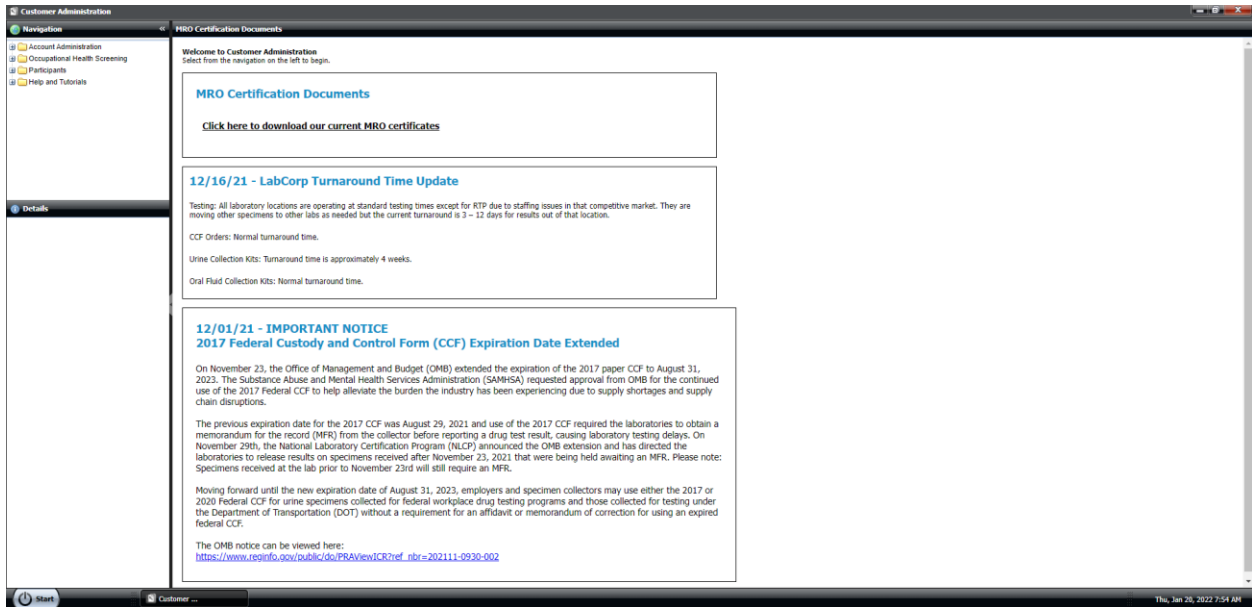 Customer Administration
Navigation
«
MRO Certification Documents
Account Administration
Occupational Health Screening
Participants
Help and Tutorials
Details
Welcome to Customer Administration
Select from the navigation on the left to begin.
MRO Certification Documents
Click here to download our current MRO certificates
12/16/21 - LabCorp Turnaround Time Update
Testing: All laboratory locations are operating at standard testing times except for RTP due to staffing issues in that competitive market. They are
moving other specimens to other labs as needed but the current turnaround is 3 – 12 days for results out of that location.
CCF Orders: Normal turnaround time.
Urine Collection Kits: Turnaround time is approximately 4 weeks.
Oral Fluid Collection Kits: Normal turnaround time.
12/01/21 - IMPORTANT NOTICE
2017 Federal Custody and Control Form (CCF) Expiration Date Extended
On November 23, the Office of Management and Budget (OMB) extended the expiration of the 2017 paper CCF to August 31,
2023. The Substance Abuse and Mental Health Services Administration (SAMHSA) requested approval from OMB for the continued
use of the 2017 Federal CCF to help alleviate the burden the industry has been experiencing due to supply shortages and supply
chain disruptions.
The previous expiration date for the 2017 CCF was August 29, 2021 and use of the 2017 CCF required the laboratories to obtain a
memorandum for the record (MFR) from the collector before reporting a drug test result, causing laboratory testing delays. On
November 29th, the National Laboratory Certification Program (NLCP) announced the OMB extension and has directed the
laboratories to release results on specimens received after November 23, 2021 that were being held awaiting an MFR. Please note:
Specimens received at the lab prior to November 23rd will still require an MFR.
Moving forward until the new expiration date of August 31, 2023, employers and specimen collectors may use either the 2017 or
2020 Federal CCF for urine specimens collected for federal workplace drug testing programs and those collected for testing under
the Department of Transportation (DOT) without a requirement for an affidavit or memorandum of correction for using an expired
federal CCF.
The OMB notice can be viewed here:
https://www.reginfo.gov/public/do/PRAViewICR?ref_nbr=202111-0930-002
Start
Customer ...
Thu, Jan 20, 2022 7:54 AM